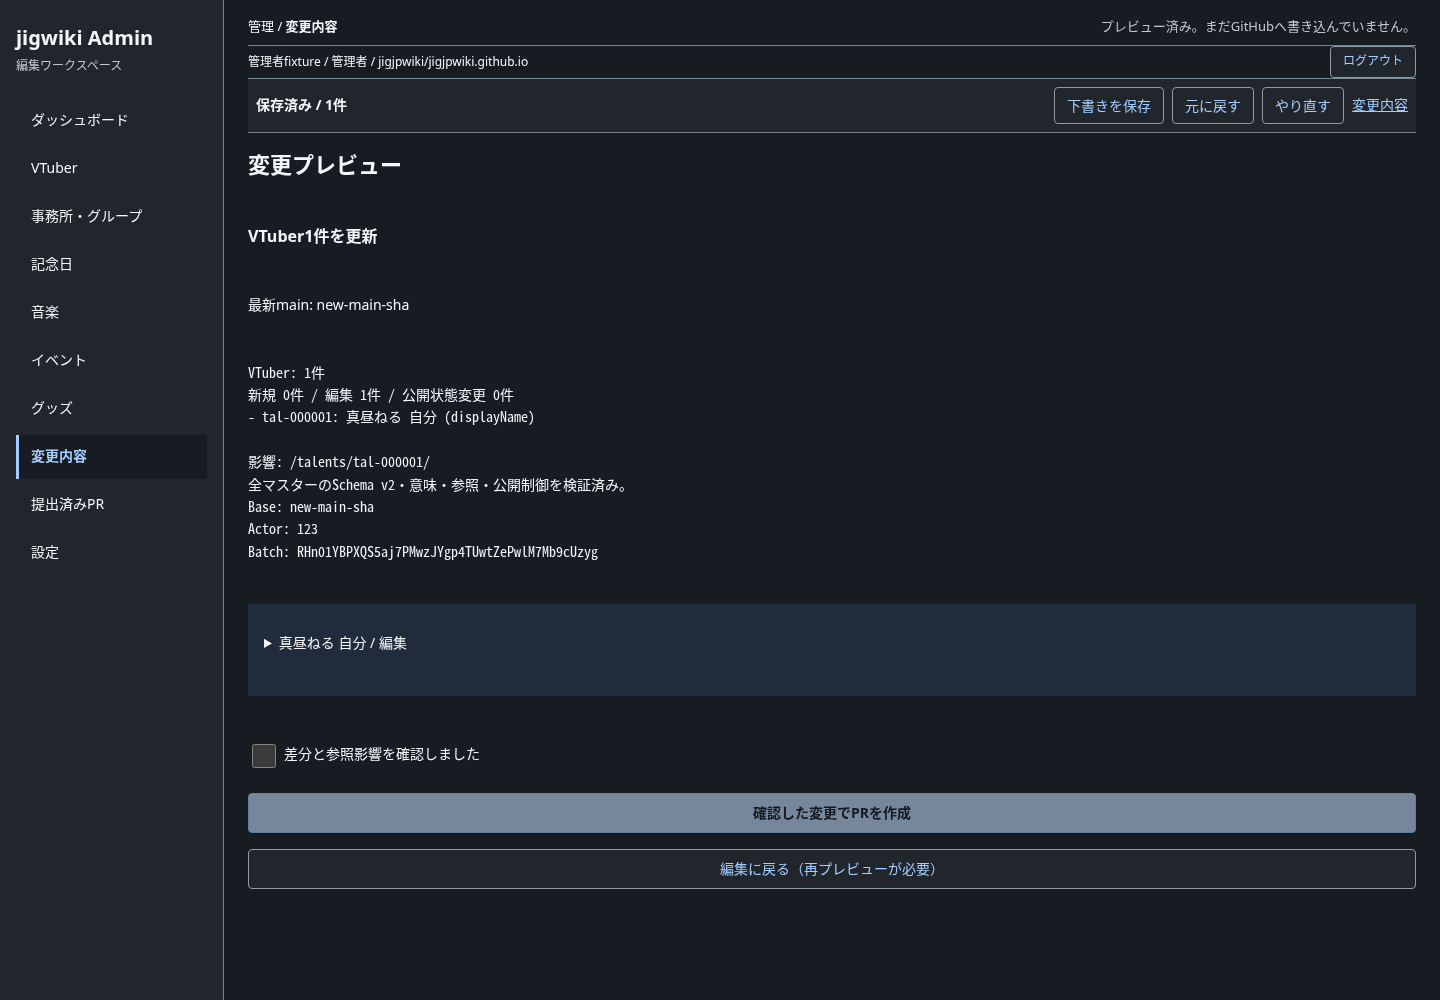 jigwiki Admin
編集ワークスペース
ダッシュボード
VTuber
事務所・グループ
記念日
音楽
イベント
グッズ
変更内容
提出済みPR
設定
管理 / 変更内容
プレビュー済み。まだGitHubへ書き込んでいません。
管理者fixture / 管理者 / jigjpwiki/jigjpwiki.github.io
ログアウト
保存済み / 1件
下書きを保存
元に戻す
やり直す
変更内容
変更プレビュー
VTuber1件を更新
最新main: new-main-sha
VTuber: 1件
新規 0件 / 編集 1件 / 公開状態変更 0件
- tal-000001: 真昼ねる 自分 (displayName)
影響: /talents/tal-000001/
全マスターのSchema v2・意味・参照・公開制御を検証済み。
Base: new-main-sha
Actor: 123
Batch: RHnO1YBPXQS5aj7PMwzJYgp4TUwtZePwlM7Mb9cUzyg
▶ 真昼ねる 自分 / 編集
差分と参照影響を確認しました
確認した変更でPRを作成
編集に戻る（再プレビューが必要）